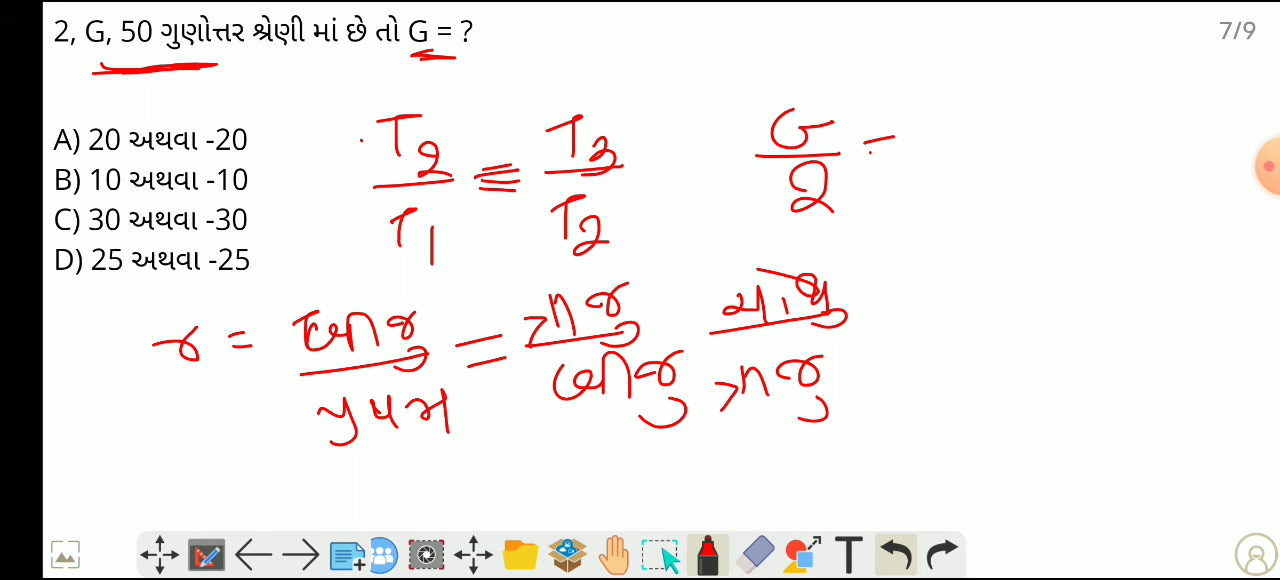 2, G, 50 ગુણોત્તર શ્રેણી માં છે તો G = ?
7/9
A) 20 અથવા -20
B) 10 અથવા -10
C) 30 અથવા -30
D) 25 અથવા -25
T2 = T3 G =
T1 T2 2
r = =
T